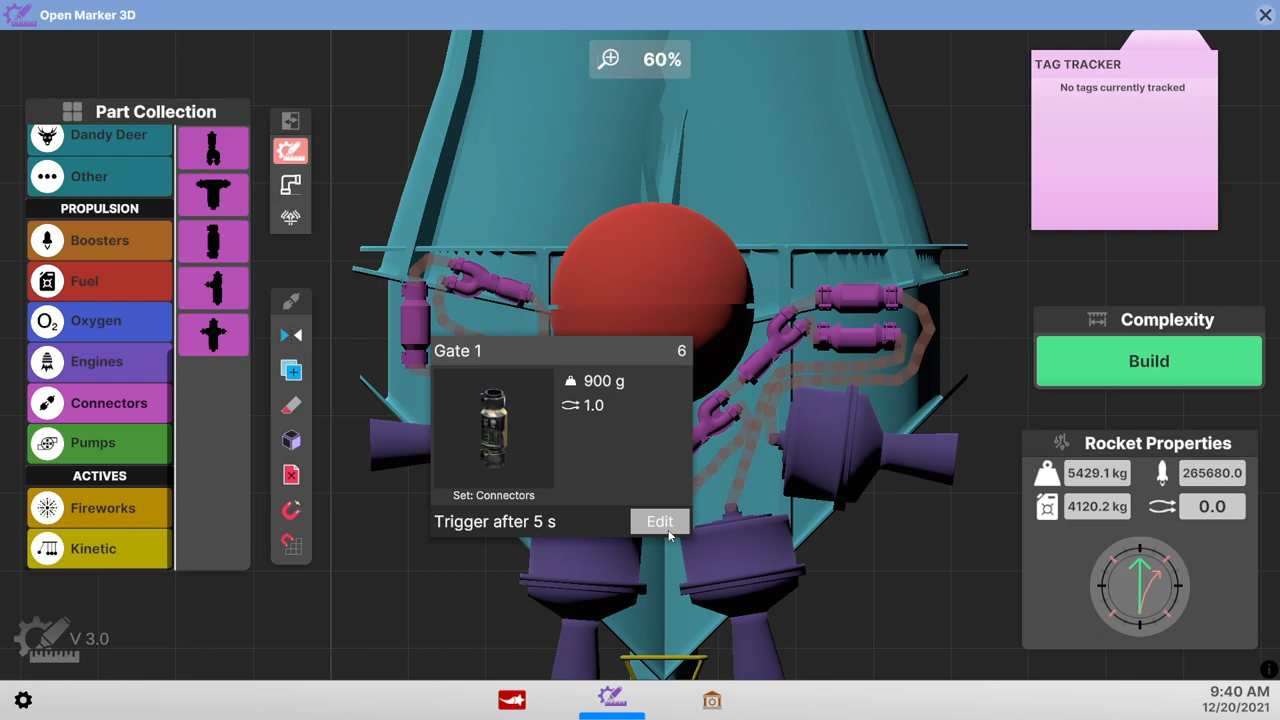 Open Marker 3D
60%
TAG TRACKER
No tags currently tracked
Part Collection
Dandy Deer
Other
PROPULSION
Boosters
Fuel
O2 Oxygen
Engines
Connectors
Pumps
ACTIVES
Fireworks
Kinetic
Gate 1 6
900 g
1.0
Set: Connectors
Trigger after 5 s Edit
Complexity
Build
Rocket Properties
5429.1 kg 265680.0
4120.2 kg 0.0
V 3.0
9:40 AM
12/20/2021